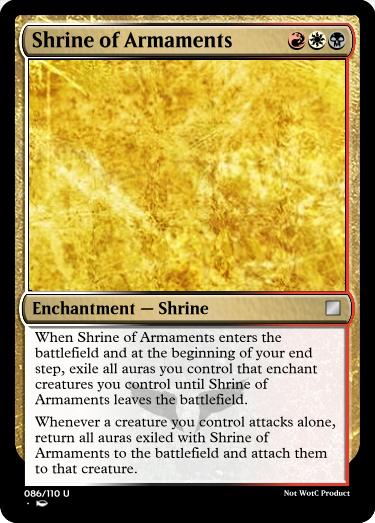 Shrine of Armaments
Enchantment — Shrine
When Shrine of Armaments enters the
battlefield and at the beginning of your end
step, exile all auras you control that enchant
creatures you control until Shrine of
Armaments leaves the battlefield.
Whenever a creature you control attacks alone,
return all auras exiled with Shrine of
Armaments to the battlefield and attach them
to that creature.
086/110 U
Not WotC Product